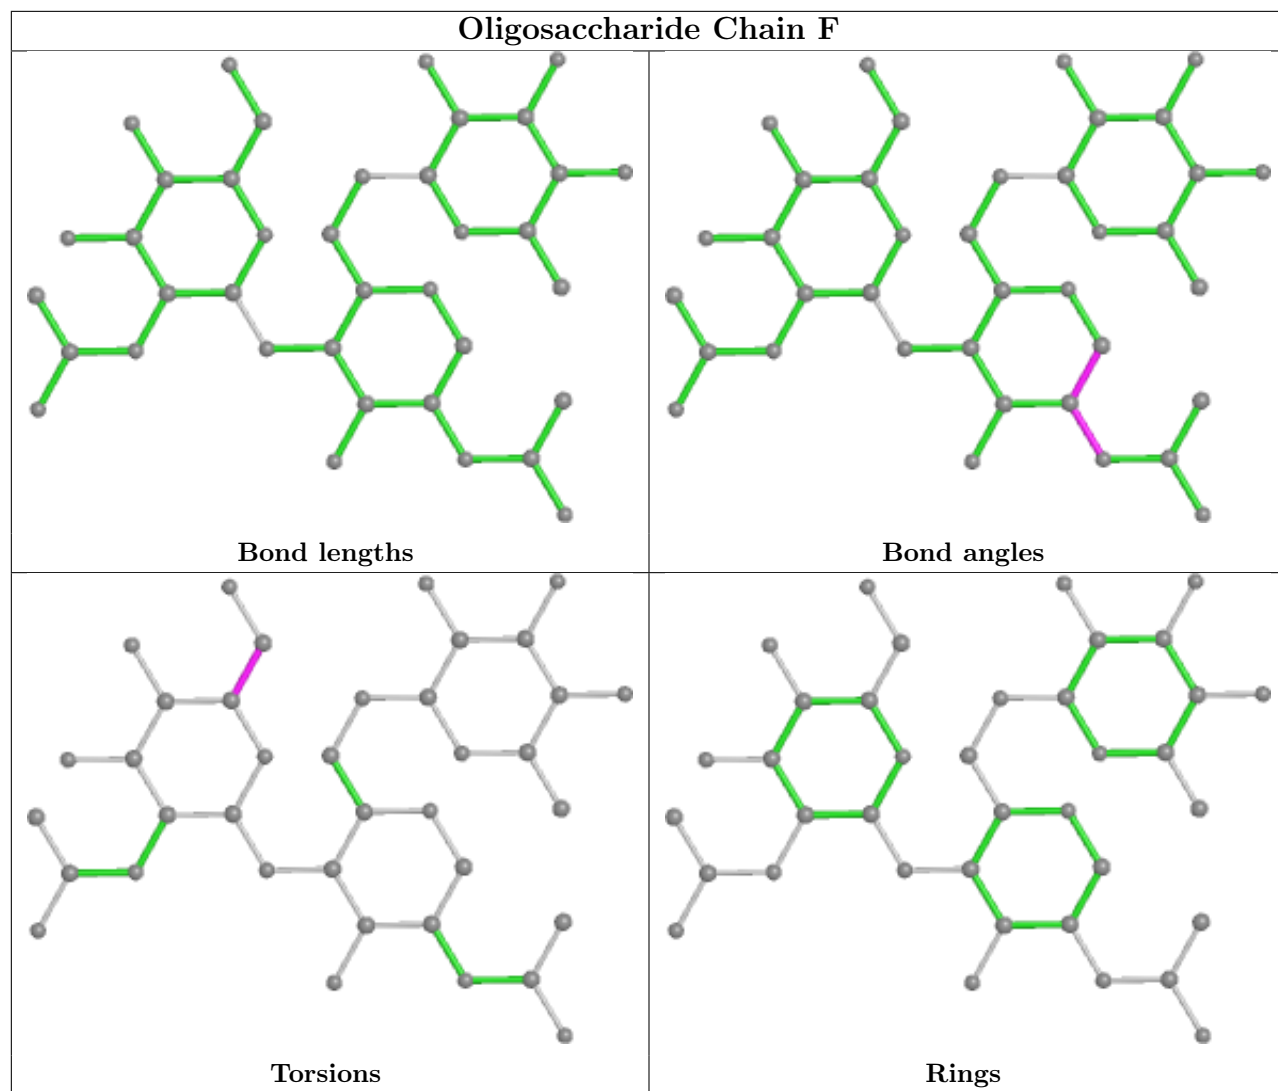 Oligosaccharide Chain F
Bond lengths
Bond angles
Torsions
Rings